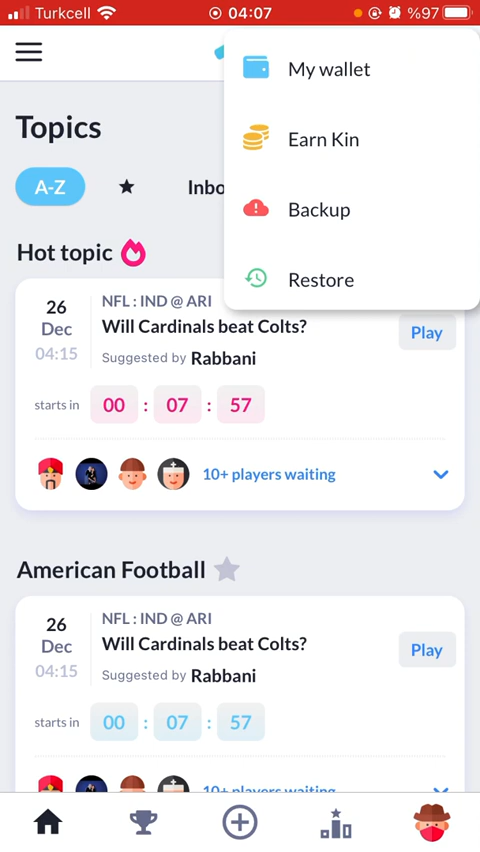 Turkcell 04:07 %97
My wallet
Earn Kin
Backup
Restore
Topics
A-Z Inbo
Hot topic
26 Dec 04:15
NFL : IND @ ARI
Will Cardinals beat Colts?
Suggested by Rabbani
Play
starts in 00 : 07 : 57
10+ players waiting
American Football
26 Dec 04:15
NFL : IND @ ARI
Will Cardinals beat Colts?
Suggested by Rabbani
Play
starts in 00 : 07 : 57
10+ players waiting